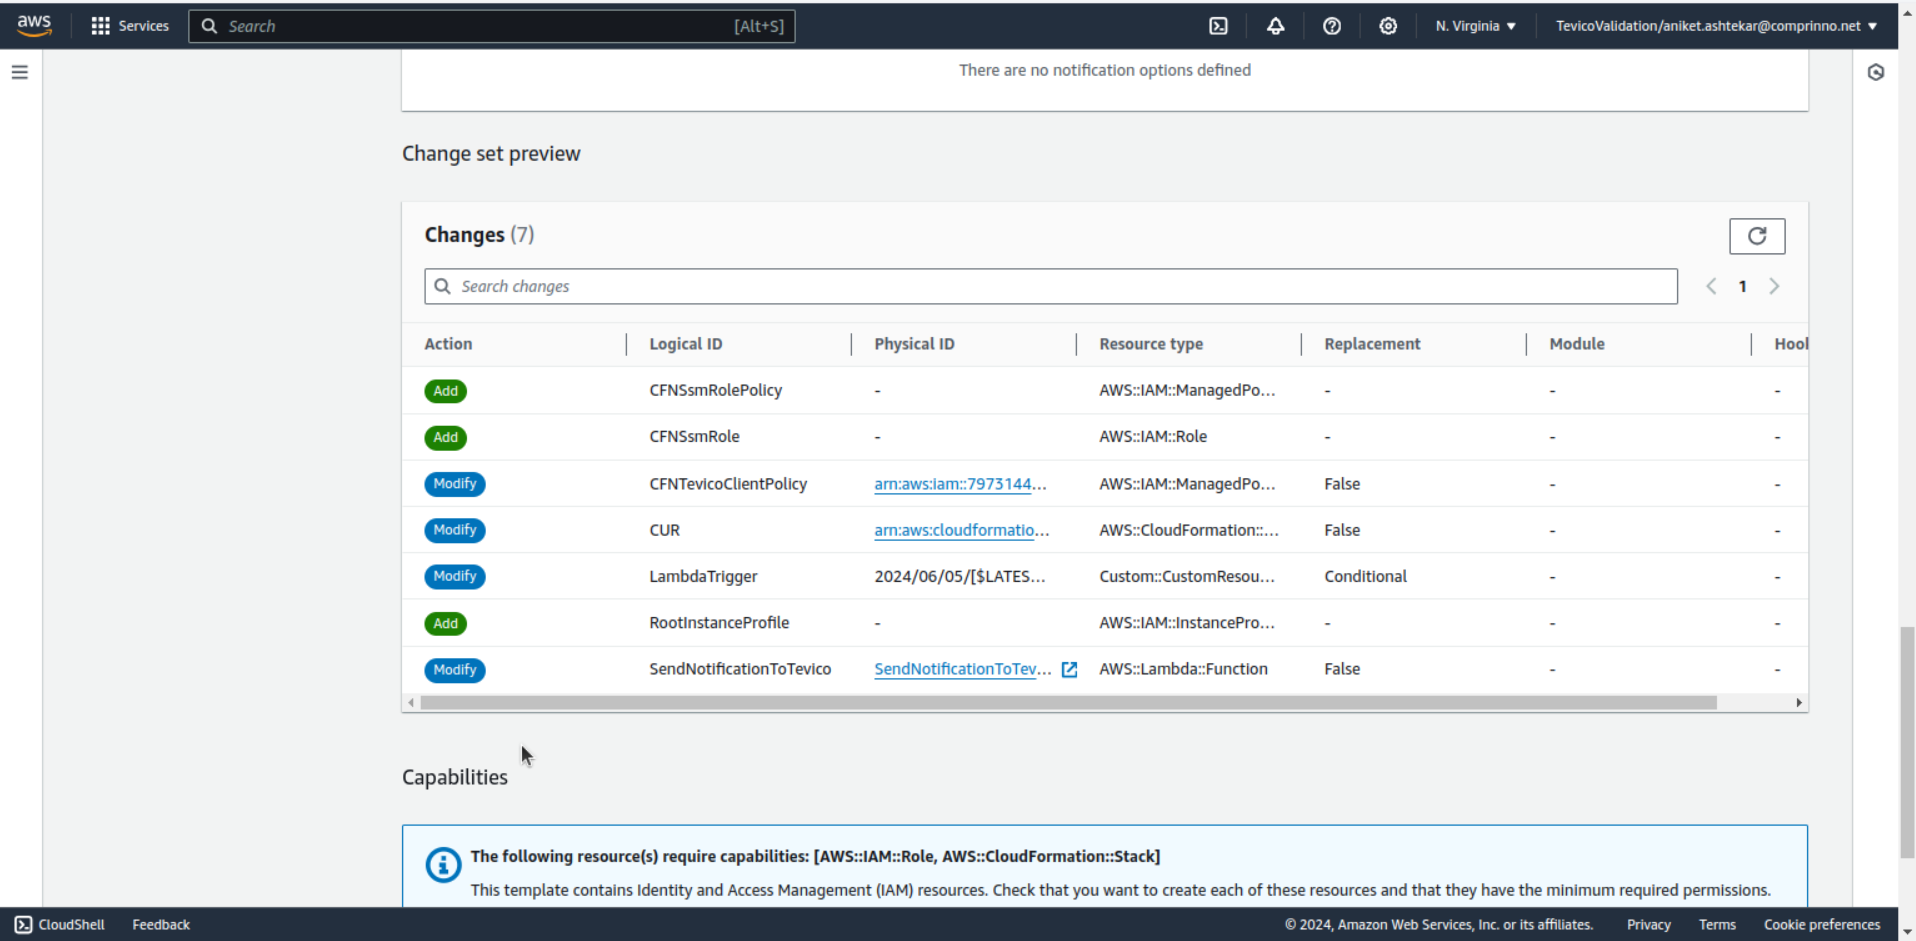 aws Services Search [Alt+S] N. Virginia TevicoValidation/aniket.ashtekar@comprinno.net
There are no notification options defined
Change set preview
Changes (7)
Search changes 1
Action Logical ID Physical ID Resource type Replacement Module Hool
Add CFNSsmRolePolicy - AWS::IAM::ManagedPo... - - -
Add CFNSsmRole - AWS::IAM::Role - - -
Modify CFNTevicoClientPolicy arn:aws:iam::7973144... AWS::IAM::ManagedPo... False - -
Modify CUR arn:aws:cloudformatio... AWS::CloudFormation::... False - -
Modify LambdaTrigger 2024/06/05/[$LATES... Custom::CustomResou... Conditional - -
Add RootInstanceProfile - AWS::IAM::InstancePro... - - -
Modify SendNotificationToTevico SendNotificationToTev... AWS::Lambda::Function False - -
Capabilities
The following resource(s) require capabilities: [AWS::IAM::Role, AWS::CloudFormation::Stack]
This template contains Identity and Access Management (IAM) resources. Check that you want to create each of these resources and that they have the minimum required permissions.
CloudShell Feedback © 2024, Amazon Web Services, Inc. or its affiliates. Privacy Terms Cookie preferences